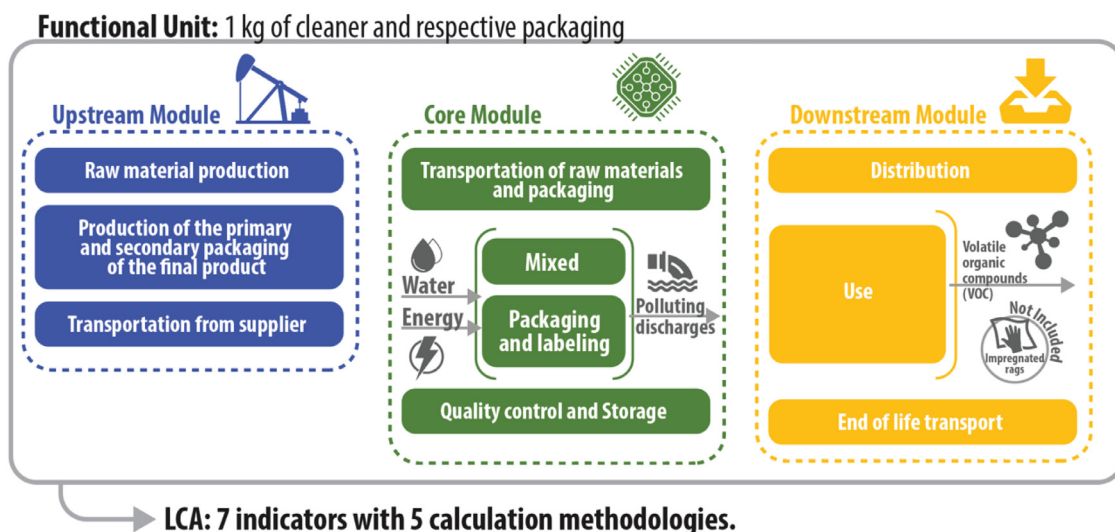 Functional Unit: 1 kg of cleaner and respective packaging
Upstream Module
Raw material production
Production of the primary
and secondary packaging
of the final product
Transportation from supplier
Core Module
Transportation of raw materials
and packaging
Water
Energy
Mixed
Packaging
and labeling
Polluting
discharges
Quality control and Storage
Downstream Module
Distribution
Use
Volatile
organic
compounds
(VOC)
Not Included
Impregnated
rags
End of life transport
LCA: 7 indicators with 5 calculation methodologies.